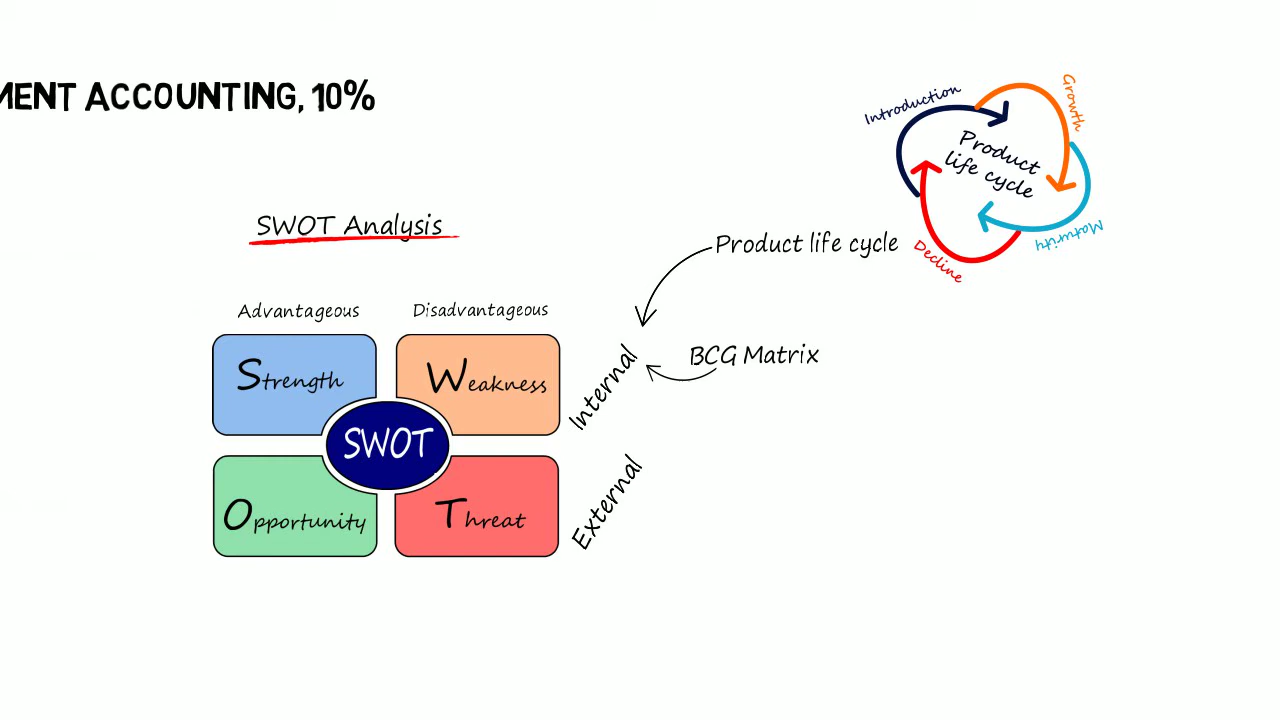 MENT ACCOUNTING, 10%
Introduction
Growth
Product
life cycle
Maturity
Decline
SWOT Analysis
Product life cycle
Advantageous
Disadvantageous
Strength
Weakness
Internal
BCG Matrix
SWOT
Opportunity
Threat
External